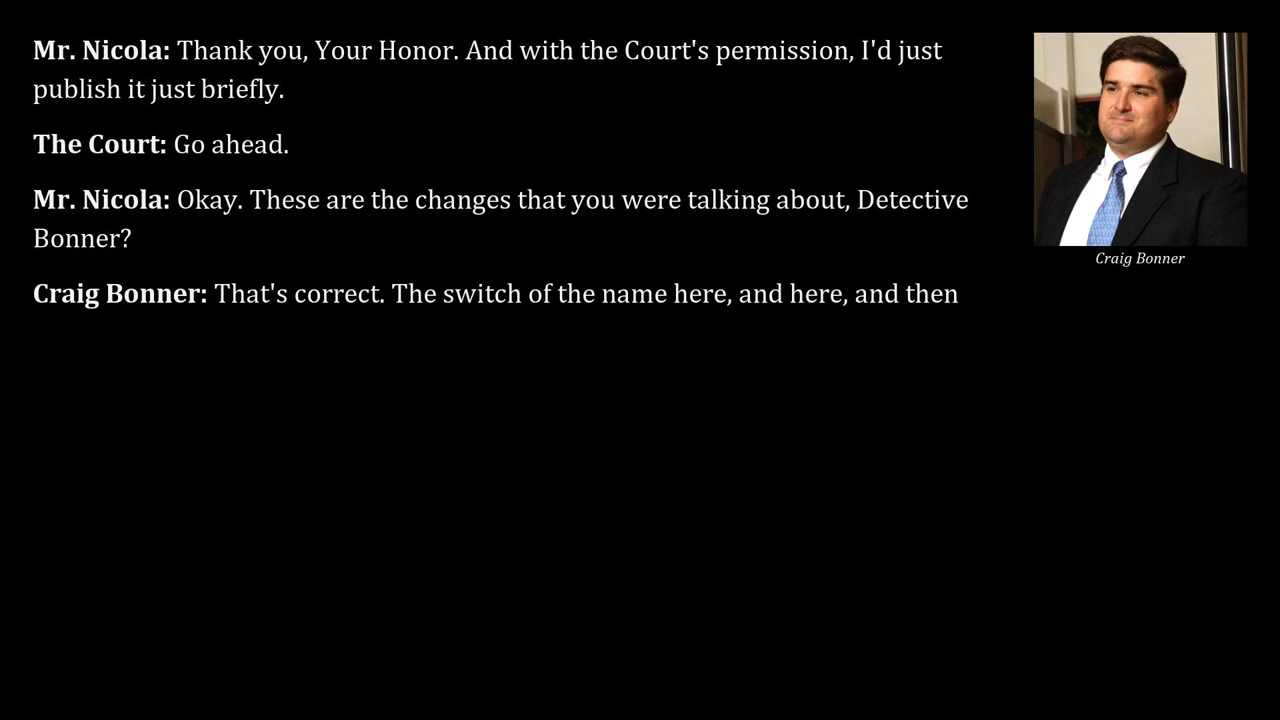 Mr. Nicola: Thank you, Your Honor. And with the Court's permission, I'd just
publish it just briefly.
The Court: Go ahead.
Mr. Nicola: Okay. These are the changes that you were talking about, Detective
Bonner?
Craig Bonner: That's correct. The switch of the name here, and here, and then
Craig Bonner